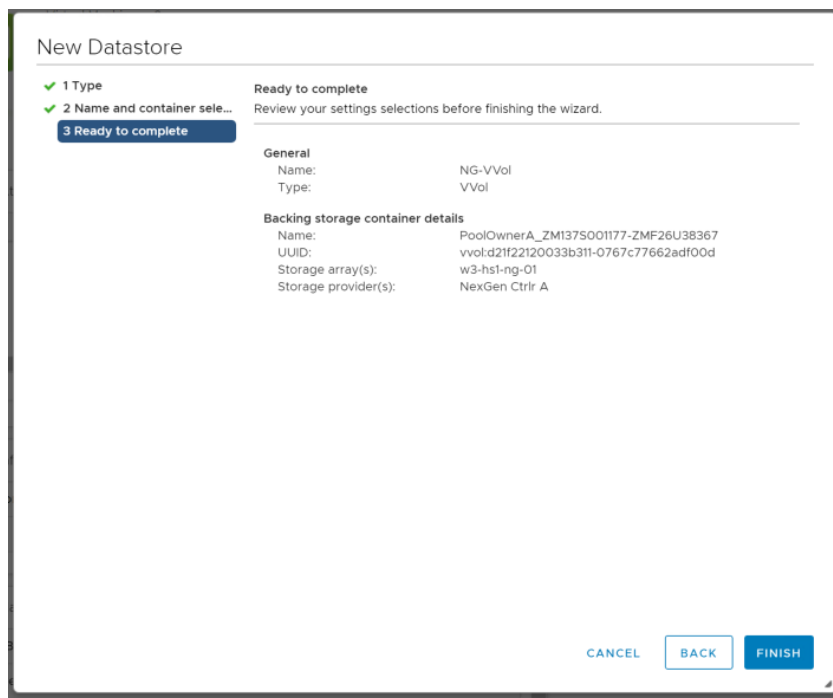 New Datastore
1 Type
2 Name and container sele...
3 Ready to complete
Ready to complete
Review your settings selections before finishing the wizard.
General
Name: NG-VVol
Type: VVol
Backing storage container details
Name: PoolOwnerA_ZM137S001177-ZMF26U38367
UUID: vvol:d21f22120033b311-0767c77662adf00d
Storage array(s): w3-hs1-ng-01
Storage provider(s): NexGen Ctrlr A
CANCEL BACK FINISH